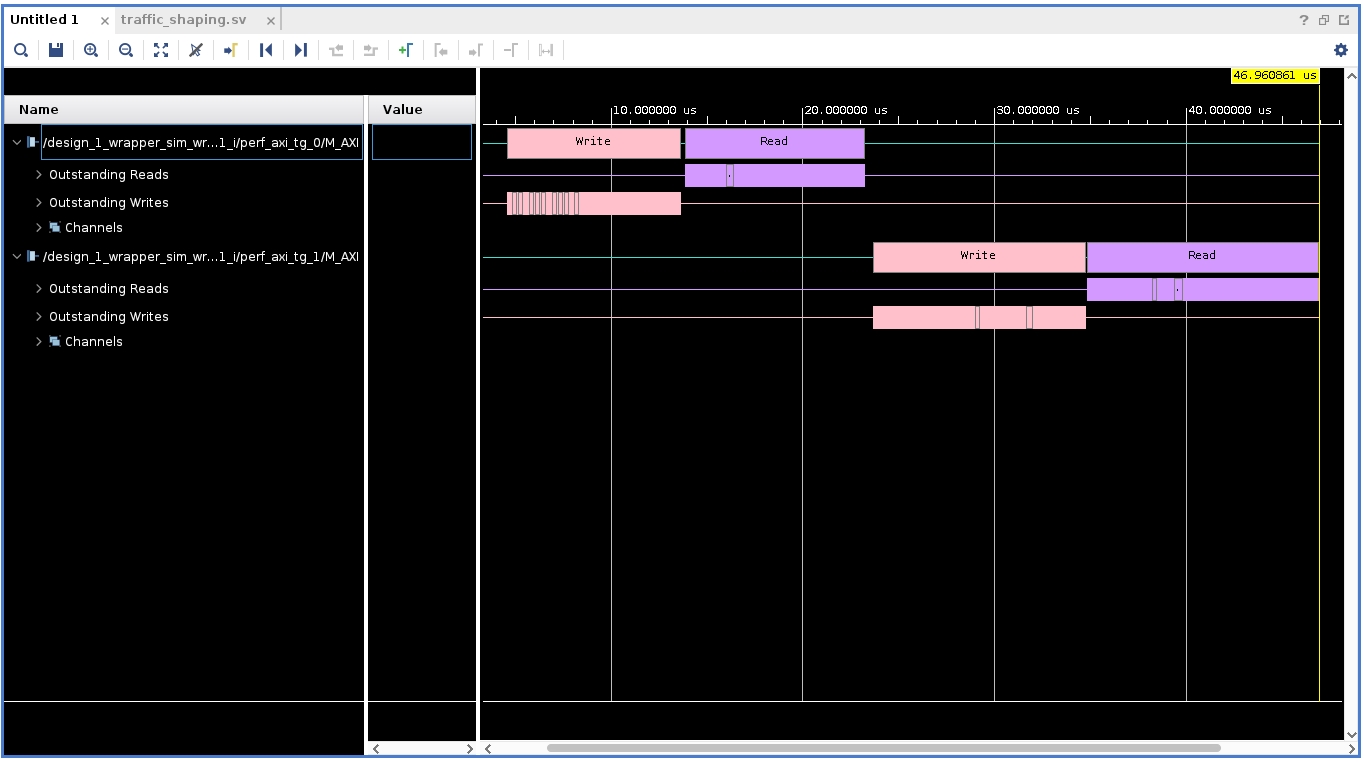 Untitled 1 × traffic_shaping.sv ×
?
46.960861 us
Name Value
10.000000 us 20.000000 us 30.000000 us 40.000000 us
/design_1_wrapper_sim_wr...1_i/perf_axi_tg_0/M_AXI
Write Read
Outstanding Reads
Outstanding Writes
Channels
/design_1_wrapper_sim_wr...1_i/perf_axi_tg_1/M_AXI
Write Read
Outstanding Reads
Outstanding Writes
Channels